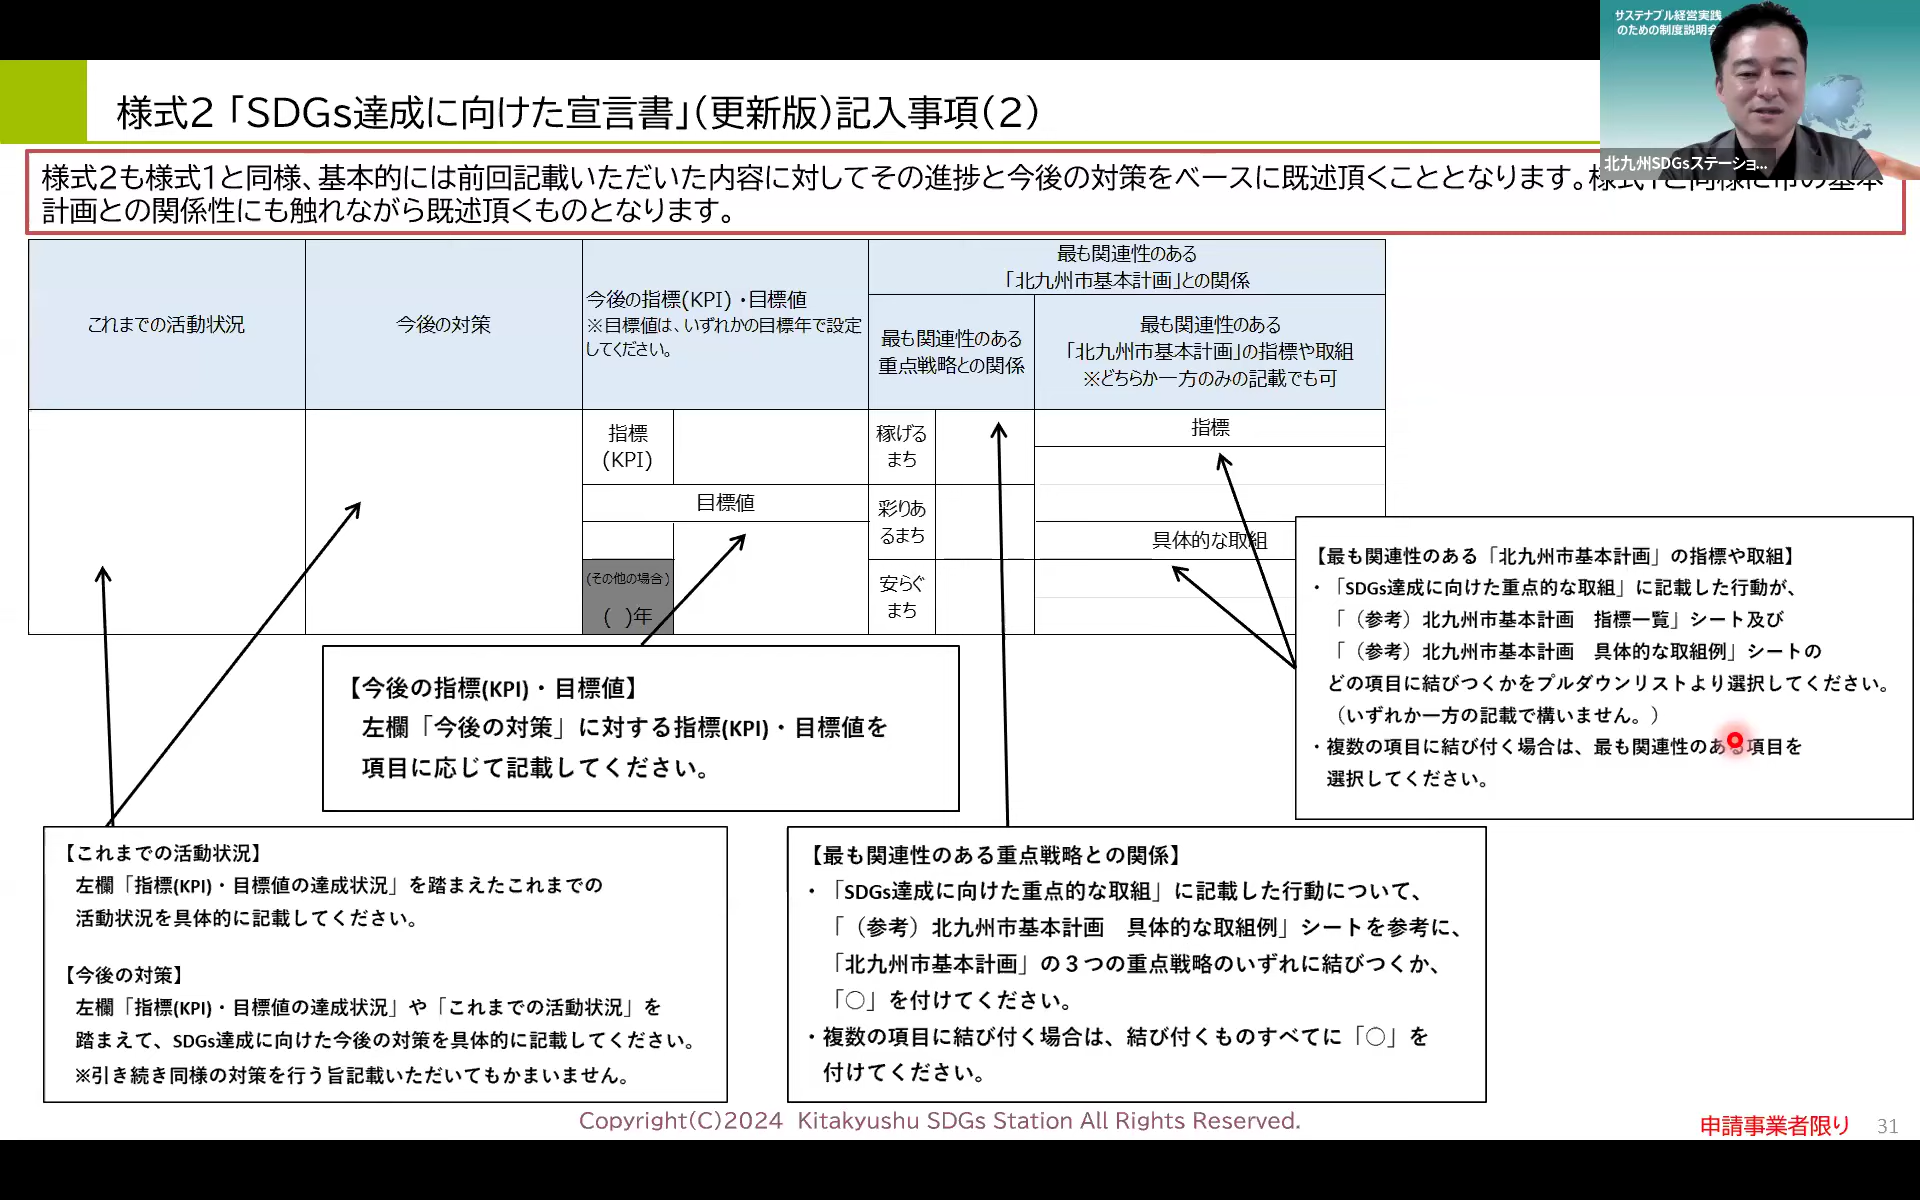 サステナブル経営実践
のための制度説明会
北九州SDGsステーショ...
様式2 「SDGs達成に向けた宣言書」(更新版)記入事項(2)
様式2も様式1と同様、基本的には前回記載いただいた内容に対してその進捗と今後の対策をベースに既述頂くこととなります。様式1と同様に市の基本
計画との関係性にも触れながら既述頂くものとなります。
これまでの活動状況
今後の対策
今後の指標(KPI)・目標値
※目標値は、いずれかの目標年で設定
してください。
最も関連性のある
「北九州市基本計画」との関係
最も関連性のある
重点戦略との関係
最も関連性のある
「北九州市基本計画」の指標や取組
※どちらか一方のみの記載でも可
指標
(KPI)
目標値
(その他の場合)
( )年
稼げる
まち
彩りあ
るまち
安らぐ
まち
指標
具体的な取組
【最も関連性のある「北九州市基本計画」の指標や取組】
・「SDGs達成に向けた重点的な取組」に記載した行動が、
「（参考）北九州市基本計画　指標一覧」シート及び
「（参考）北九州市基本計画　具体的な取組例」シートの
どの項目に結びつくかをプルダウンリストより選択してください。
（いずれか一方の記載で構いません。）
・複数の項目に結び付く場合は、最も関連性のある項目を
選択してください。
【今後の指標(KPI)・目標値】
左欄「今後の対策」に対する指標(KPI)・目標値を
項目に応じて記載してください。
【これまでの活動状況】
左欄「指標(KPI)・目標値の達成状況」を踏まえたこれまでの
活動状況を具体的に記載してください。
【今後の対策】
左欄「指標(KPI)・目標値の達成状況」や「これまでの活動状況」を
踏まえて、SDGs達成に向けた今後の対策を具体的に記載してください。
※引き続き同様の対策を行う旨記載いただいてもかまいません。
【最も関連性のある重点戦略との関係】
・「SDGs達成に向けた重点的な取組」に記載した行動について、
「（参考）北九州市基本計画　具体的な取組例」シートを参考に、
「北九州市基本計画」の３つの重点戦略のいずれに結びつくか、
「○」を付けてください。
・複数の項目に結び付く場合は、結び付くものすべてに「○」を
付けてください。
Copyright(C)2024 Kitakyushu SDGs Station All Rights Reserved.
申請事業者限り
31